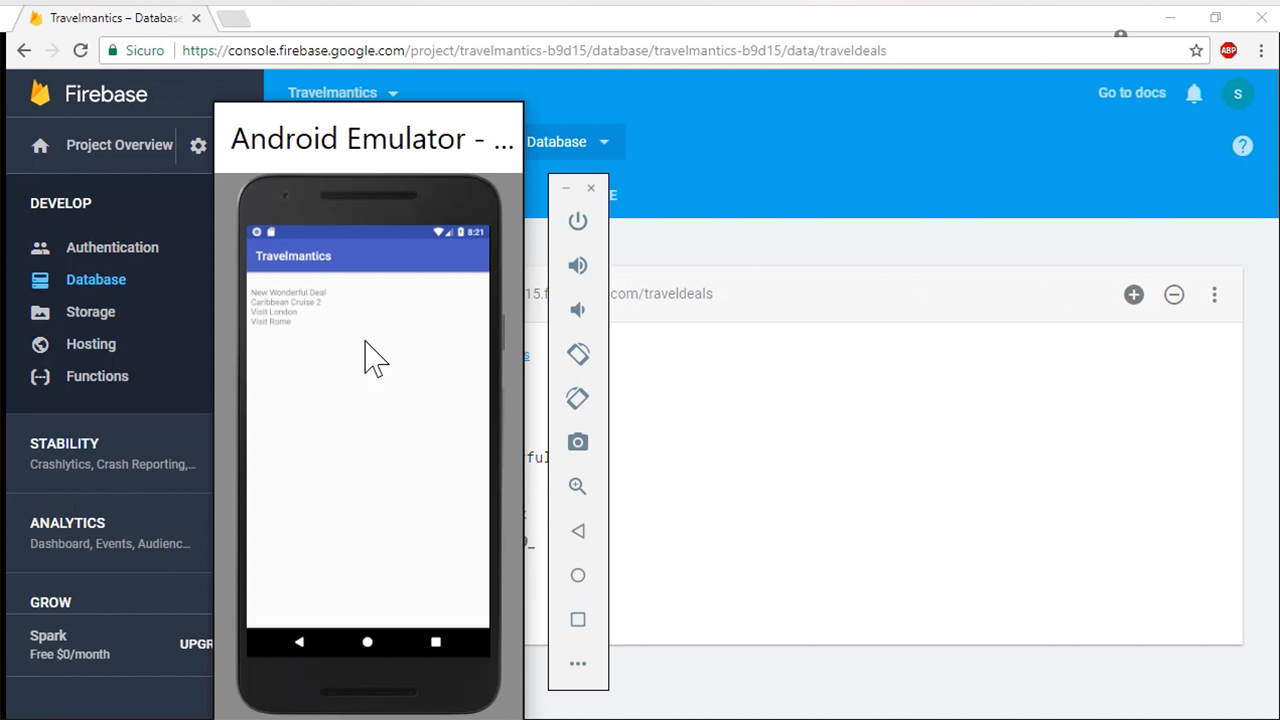 Travelmantics – Database
Sicuro
https://console.firebase.google.com/project/travelmantics-b9d15/database/travelmantics-b9d15/data/traveldeals
ABP
Firebase
Travelmantics
Go to docs
S
Project Overview
Android Emulator - ...
Database
?
DEVELOP
E
8:21
Authentication
Travelmantics
Database
15.f
com/traveldeals
New Wonderful Deal
Caribbean Cruise 2
Visit London
Visit Rome
Storage
Hosting
s
Functions
STABILITY
Crashlytics, Crash Reporting,...
rful
ANALYTICS
Dashboard, Events, Audienc...
GROW
Spark
Free $0/month
UPGR